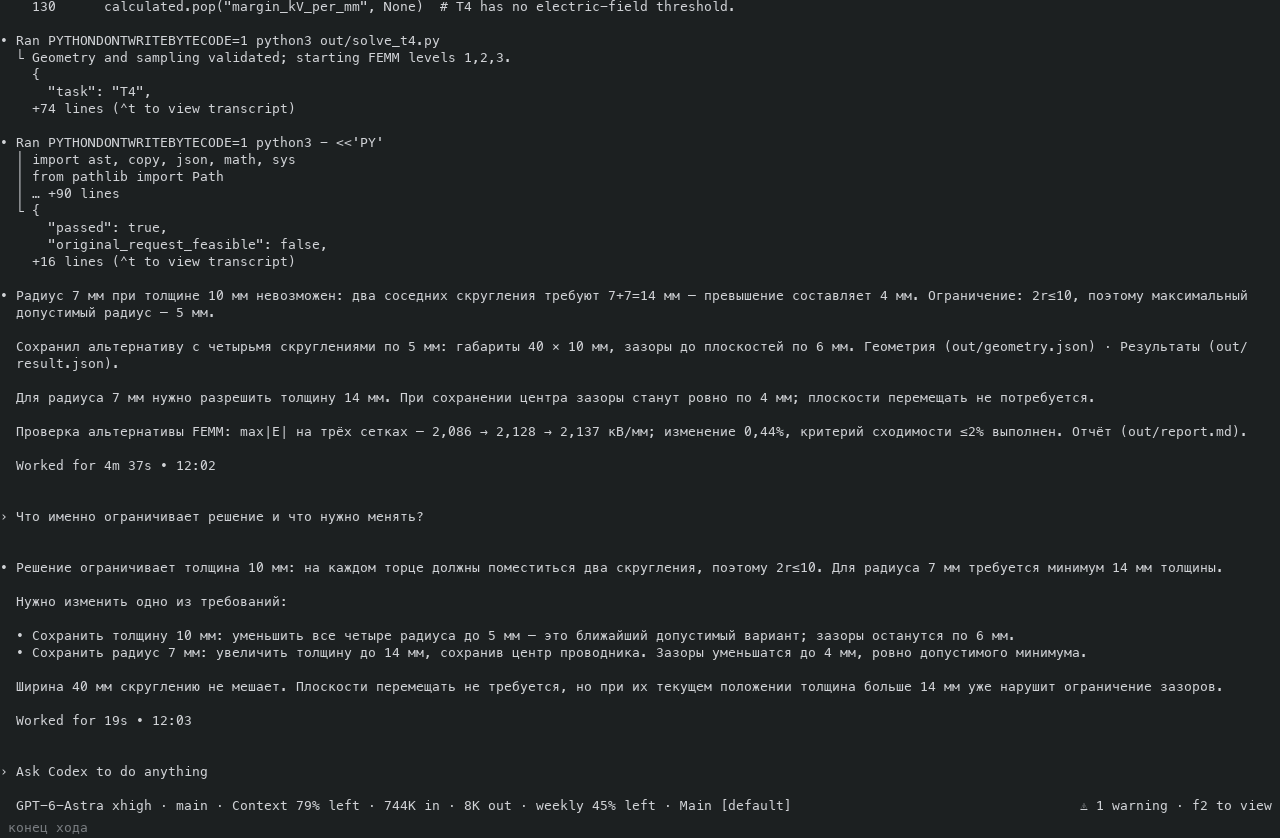 130      calculated.pop("margin_kV_per_mm", None)  # T4 has no electric-field threshold.
• Ran PYTHONDONTWRITEBYTECODE=1 python3 out/solve_t4.py
└ Geometry and sampling validated; starting FEMM levels 1,2,3.
{
"task": "T4",
+74 lines (^t to view transcript)
• Ran PYTHONDONTWRITEBYTECODE=1 python3 - <<'PY'
│ import ast, copy, json, math, sys
│ from pathlib import Path
│ … +90 lines
└ {
"passed": true,
"original_request_feasible": false,
+16 lines (^t to view transcript)
• Радиус 7 мм при толщине 10 мм невозможен: два соседних скругления требуют 7+7=14 мм — превышение составляет 4 мм. Ограничение: 2r≤10, поэтому максимальный
допустимый радиус — 5 мм.
Сохранил альтернативу с четырьмя скруглениями по 5 мм: габариты 40 × 10 мм, зазоры до плоскостей по 6 мм. Геометрия (out/geometry.json) · Результаты (out/
result.json).
Для радиуса 7 мм нужно разрешить толщину 14 мм. При сохранении центра зазоры станут ровно по 4 мм; плоскости перемещать не потребуется.
Проверка альтернативы FEMM: max|E| на трёх сетках — 2,086 → 2,128 → 2,137 кВ/мм; изменение 0,44%, критерий сходимости ≤2% выполнен. Отчёт (out/report.md).
Worked for 4m 37s • 12:02
› Что именно ограничивает решение и что нужно менять?
• Решение ограничивает толщина 10 мм: на каждом торце должны поместиться два скругления, поэтому 2r≤10. Для радиуса 7 мм требуется минимум 14 мм толщины.
Нужно изменить одно из требований:
• Сохранить толщину 10 мм: уменьшить все четыре радиуса до 5 мм — это ближайший допустимый вариант; зазоры останутся по 6 мм.
• Сохранить радиус 7 мм: увеличить толщину до 14 мм, сохранив центр проводника. Зазоры уменьшатся до 4 мм, ровно допустимого минимума.
Ширина 40 мм скруглению не мешает. Плоскости перемещать не требуется, но при их текущем положении толщина больше 14 мм уже нарушит ограничение зазоров.
Worked for 19s • 12:03
› Ask Codex to do anything
GPT-6-Astra xhigh · main · Context 79% left · 744K in · 8K out · weekly 45% left · Main [default] ⚠ 1 warning · f2 to view
конец хода